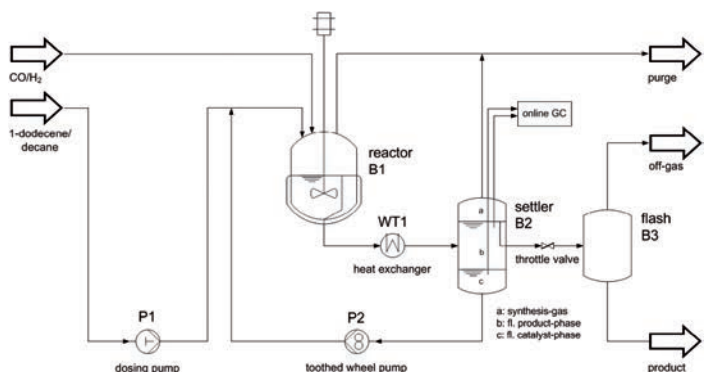 CO/H2
purge
1-dodecene/
decane
online GC
off-gas
reactor
B1
settler
B2
flash
B3
WT1
heat exchanger
throttle valve
a
b
c
a: synthesis-gas
b: fl. product-phase
c: fl. catalyst-phase
P1
dosing pump
P2
toothed wheel pump
product